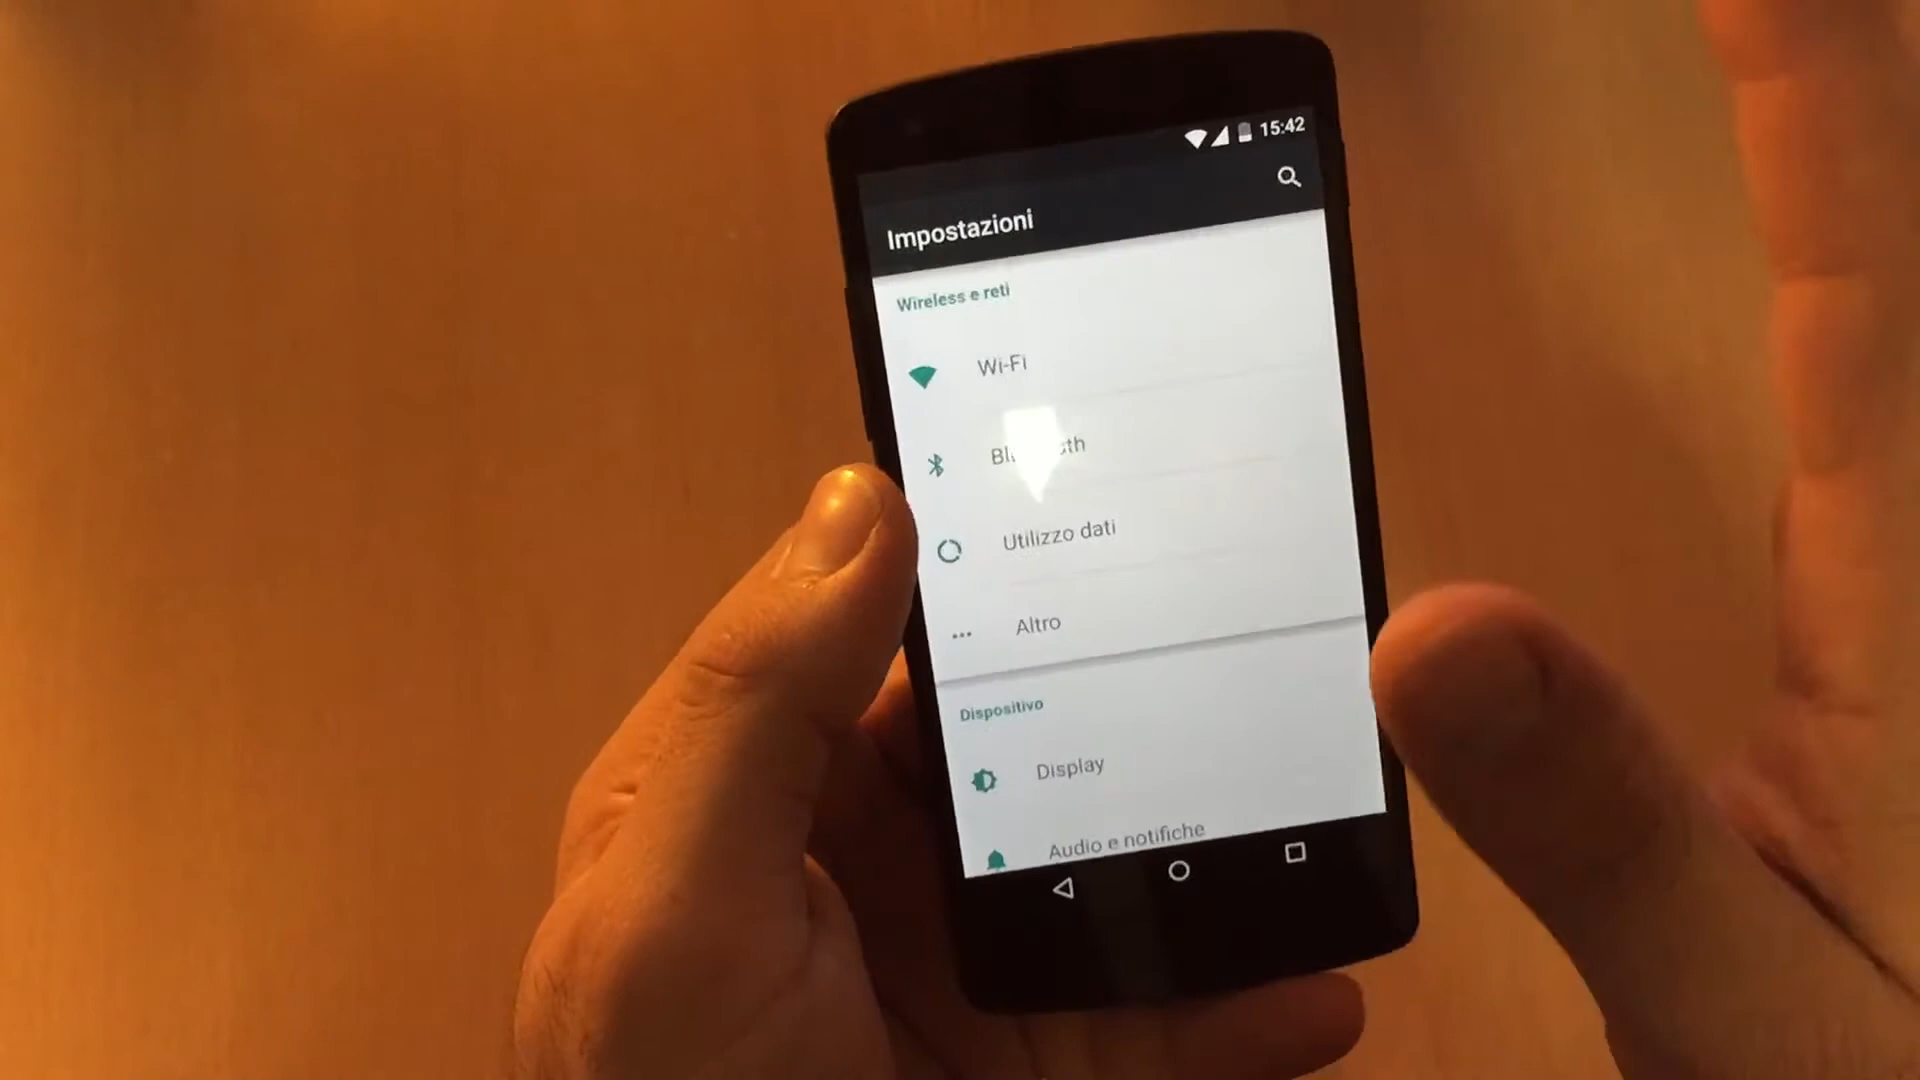 15:42
Impostazioni
Wireless e reti
Wi-Fi
Utilizzo dati
Altro
Dispositivo
Display
Audio e notifiche